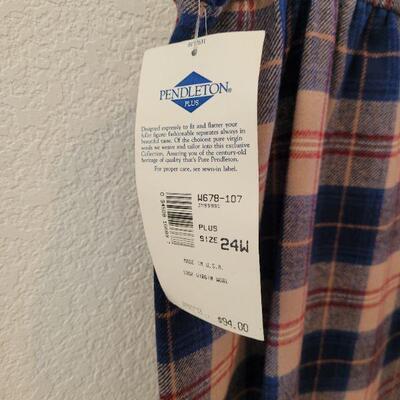 PENDLETON®
PLUS
Designed expressly to fit and flatter your
fuller figure: fashionable separates always in
beautiful taste. Of the choicest pure virgin
wools we weave and tailor into this exclusive
Collection. Assuring you of the century-old
heritage of quality that's Pure Pendleton.
For proper care, see sewn-in label.
W678-107
PLUS
SIZE 24W
MADE IN U.S.A.
100% VIRGIN WOOL
$94.00